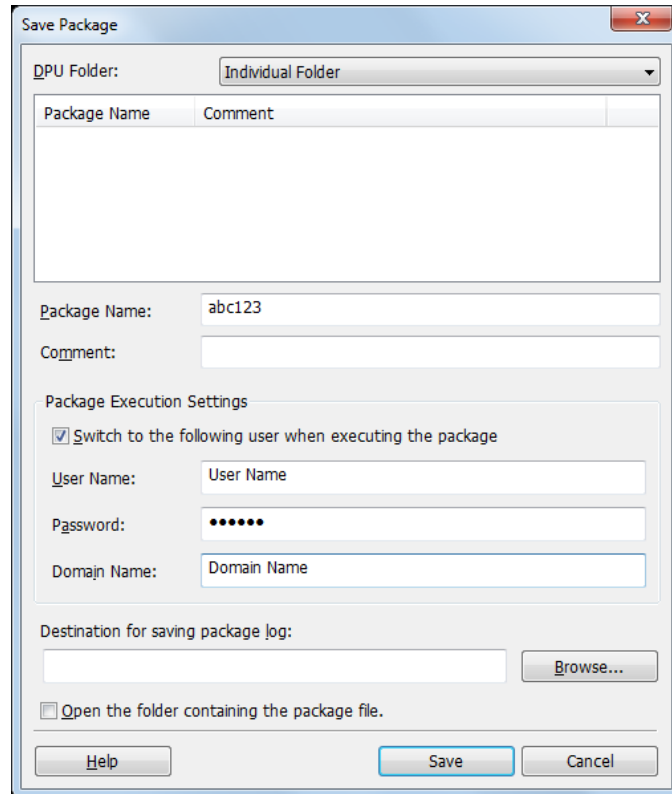 Save Package
DPU Folder: Individual Folder
Package Name Comment
Package Name: abc123
Comment:
Package Execution Settings
Switch to the following user when executing the package
User Name: User Name
Password: ••••••
Domain Name: Domain Name
Destination for saving package log:
Browse...
Open the folder containing the package file.
Help Save Cancel